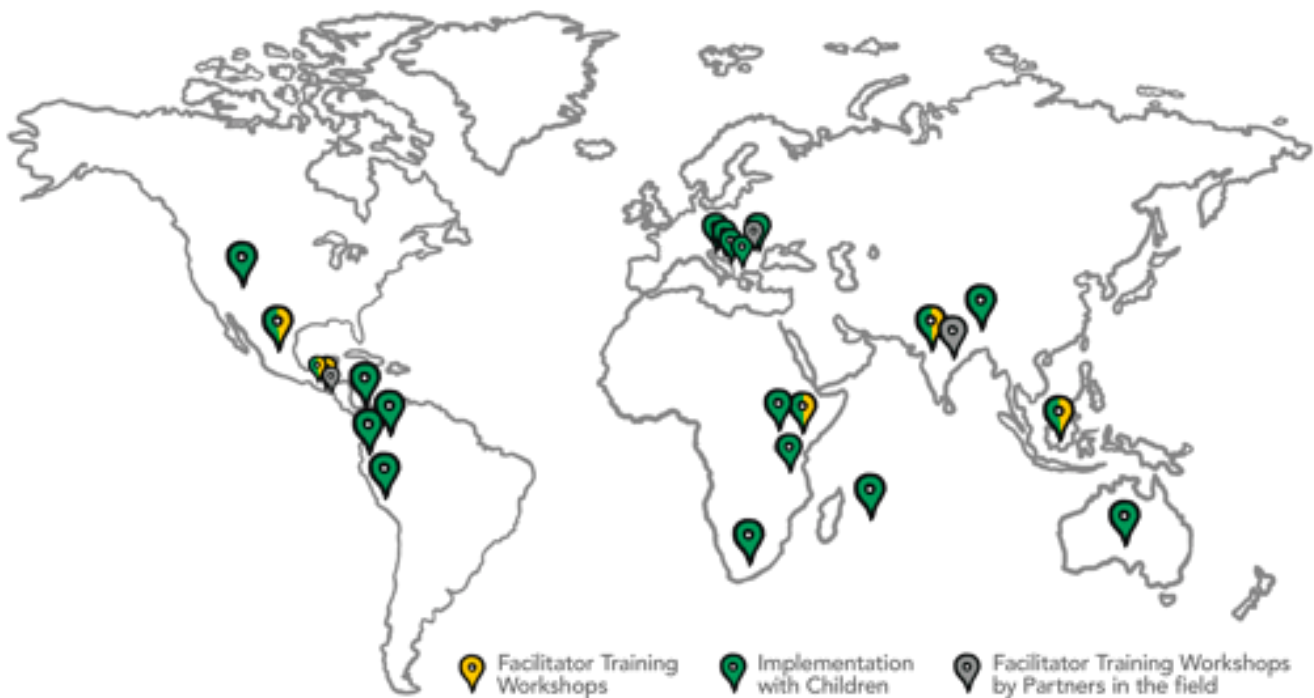 Facilitator Training
Workshops
Implementation
with Children
Facilitator Training Workshops
by Partners in the field